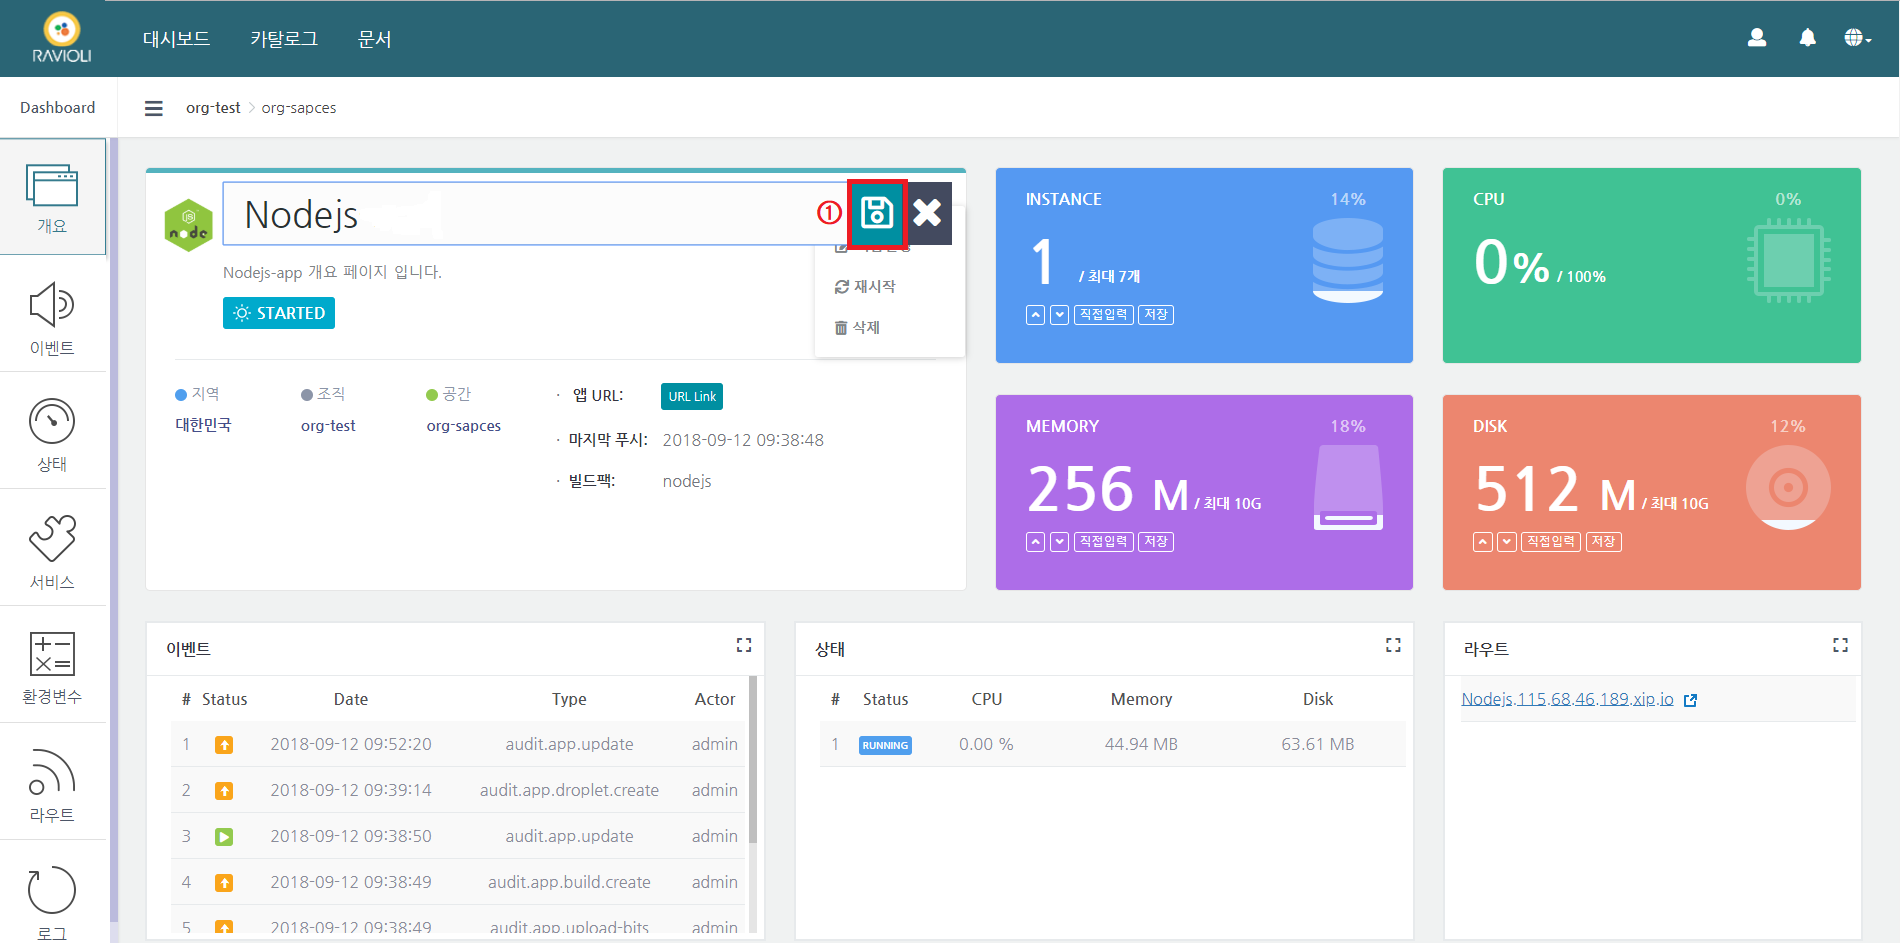 RAVIOLI
대시보드 카탈로그 문서
Dashboard
org-test > org-sapces
개요
이벤트
상태
서비스
환경변수
라우트
로그
JS
node
Nodejs
①
Nodejs-app 개요 페이지 입니다.
STARTED
재시작
삭제
지역
대한민국
조직
org-test
공간
org-sapces
· 앱 URL: URL Link
· 마지막 푸시: 2018-09-12 09:38:48
· 빌드팩: nodejs
INSTANCE 14%
1 / 최대 7개
직접입력 저장
CPU 0%
0% / 100%
MEMORY 18%
256 M / 최대 10G
직접입력 저장
DISK 12%
512 M / 최대 10G
직접입력 저장
이벤트
# Status Date Type Actor
1 2018-09-12 09:52:20 audit.app.update admin
2 2018-09-12 09:39:14 audit.app.droplet.create admin
3 2018-09-12 09:38:50 audit.app.update admin
4 2018-09-12 09:38:49 audit.app.build.create admin
5 2018-09-12 09:38:49 audit.app.upload-bits admin
상태
# Status CPU Memory Disk
1 RUNNING 0.00 % 44.94 MB 63.61 MB
라우트
Nodejs.115.68.46.189.xip.io